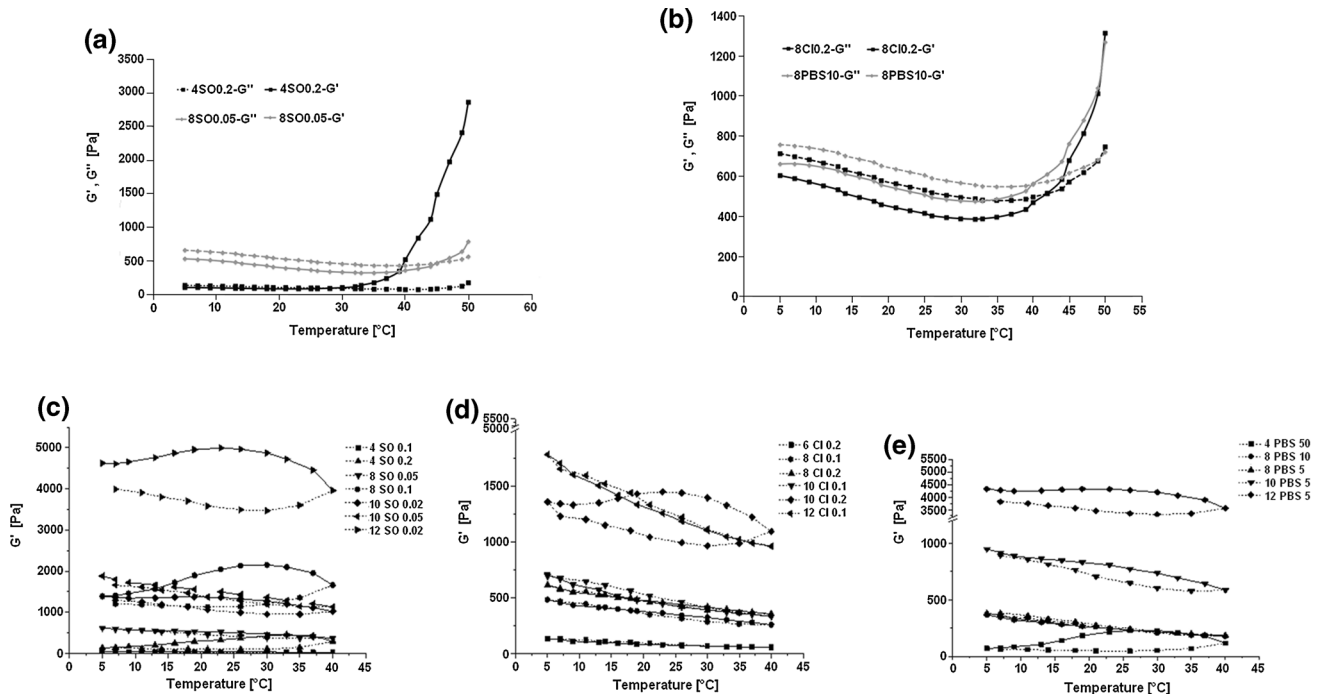 (a)
3500
3000
2500
2000
1500
1000
500
0
G' , G'' [Pa]
4SO0.2-G'' 4SO0.2-G'
8SO0.05-G'' 8SO0.05-G'
0 10 20 30 40 50 60
Temperature [°C]
(b)
1400
1200
1000
800
600
400
200
0
G' , G'' [Pa]
8Cl0.2-G'' 8Cl0.2-G'
8PBS10-G'' 8PBS10-G'
0 5 10 15 20 25 30 35 40 45 50 55
Temperature [°C]
(c)
5000
4000
3000
2000
1000
0
G' [Pa]
4 SO 0.1
4 SO 0.2
8 SO 0.05
8 SO 0.1
10 SO 0.02
10 SO 0.05
12 SO 0.02
0 5 10 15 20 25 30 35 40 45
Temperature [°C]
(d)
5500
5000
1500
1000
500
0
G' [Pa]
6 Cl 0.2
8 Cl 0.1
8 Cl 0.2
10 Cl 0.1
10 Cl 0.2
12 Cl 0.1
0 5 10 15 20 25 30 35 40 45
Temperature [°C]
(e)
5500
5000
4500
4000
3500
1000
500
0
G' [Pa]
4 PBS 50
8 PBS 10
8 PBS 5
10 PBS 5
12 PBS 5
0 5 10 15 20 25 30 35 40 45
Temperature [°C]